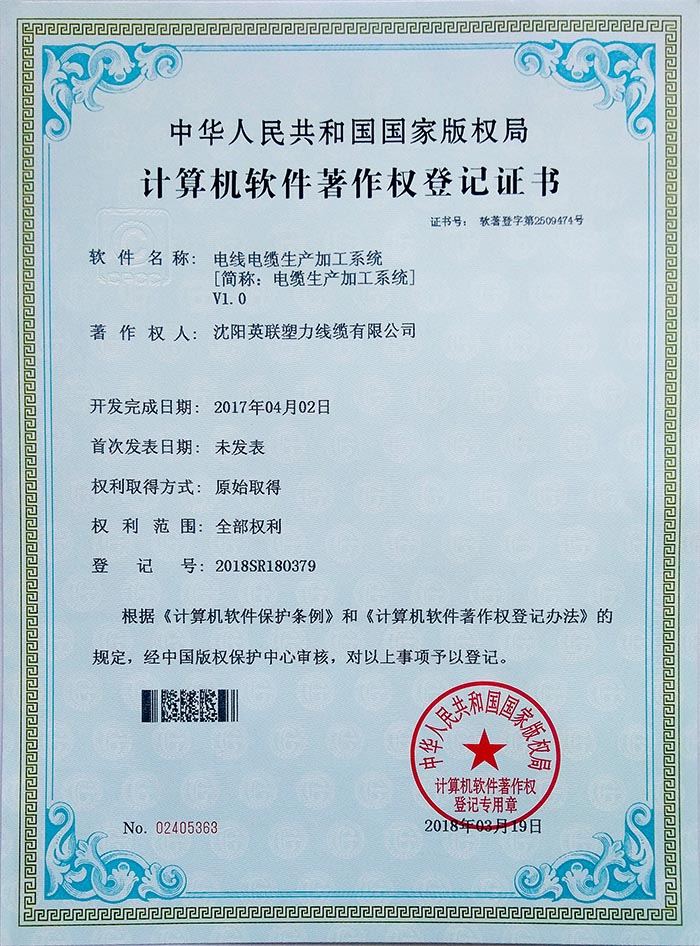 中华人民共和国国家版权局
计算机软件著作权登记证书
证书号： 软著登字第2509474号
软件名称： 电线电缆生产加工系统
[简称：电缆生产加工系统]
V1.0
著作权人： 沈阳英联塑力线缆有限公司
开发完成日期： 2017年04月02日
首次发表日期： 未发表
权利取得方式： 原始取得
权利范围： 全部权利
登记号： 2018SR180379
根据《计算机软件保护条例》和《计算机软件著作权登记办法》的
规定，经中国版权保护中心审核，对以上事项予以登记。
中华人民共和国国家版权局
计算机软件著作权
登记专用章
No. 02405363
2018年03月19日